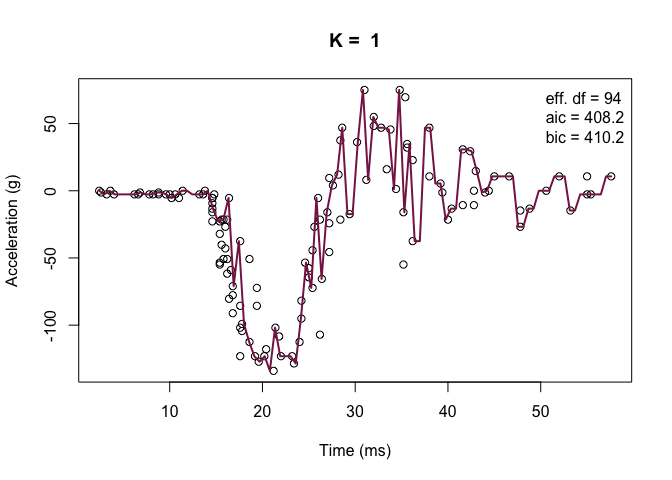 K = 1
eff. df = 94
aic = 408.2
bic = 410.2
50
0
-50
-100
Acceleration (g)
10 20 30 40 50
Time (ms)